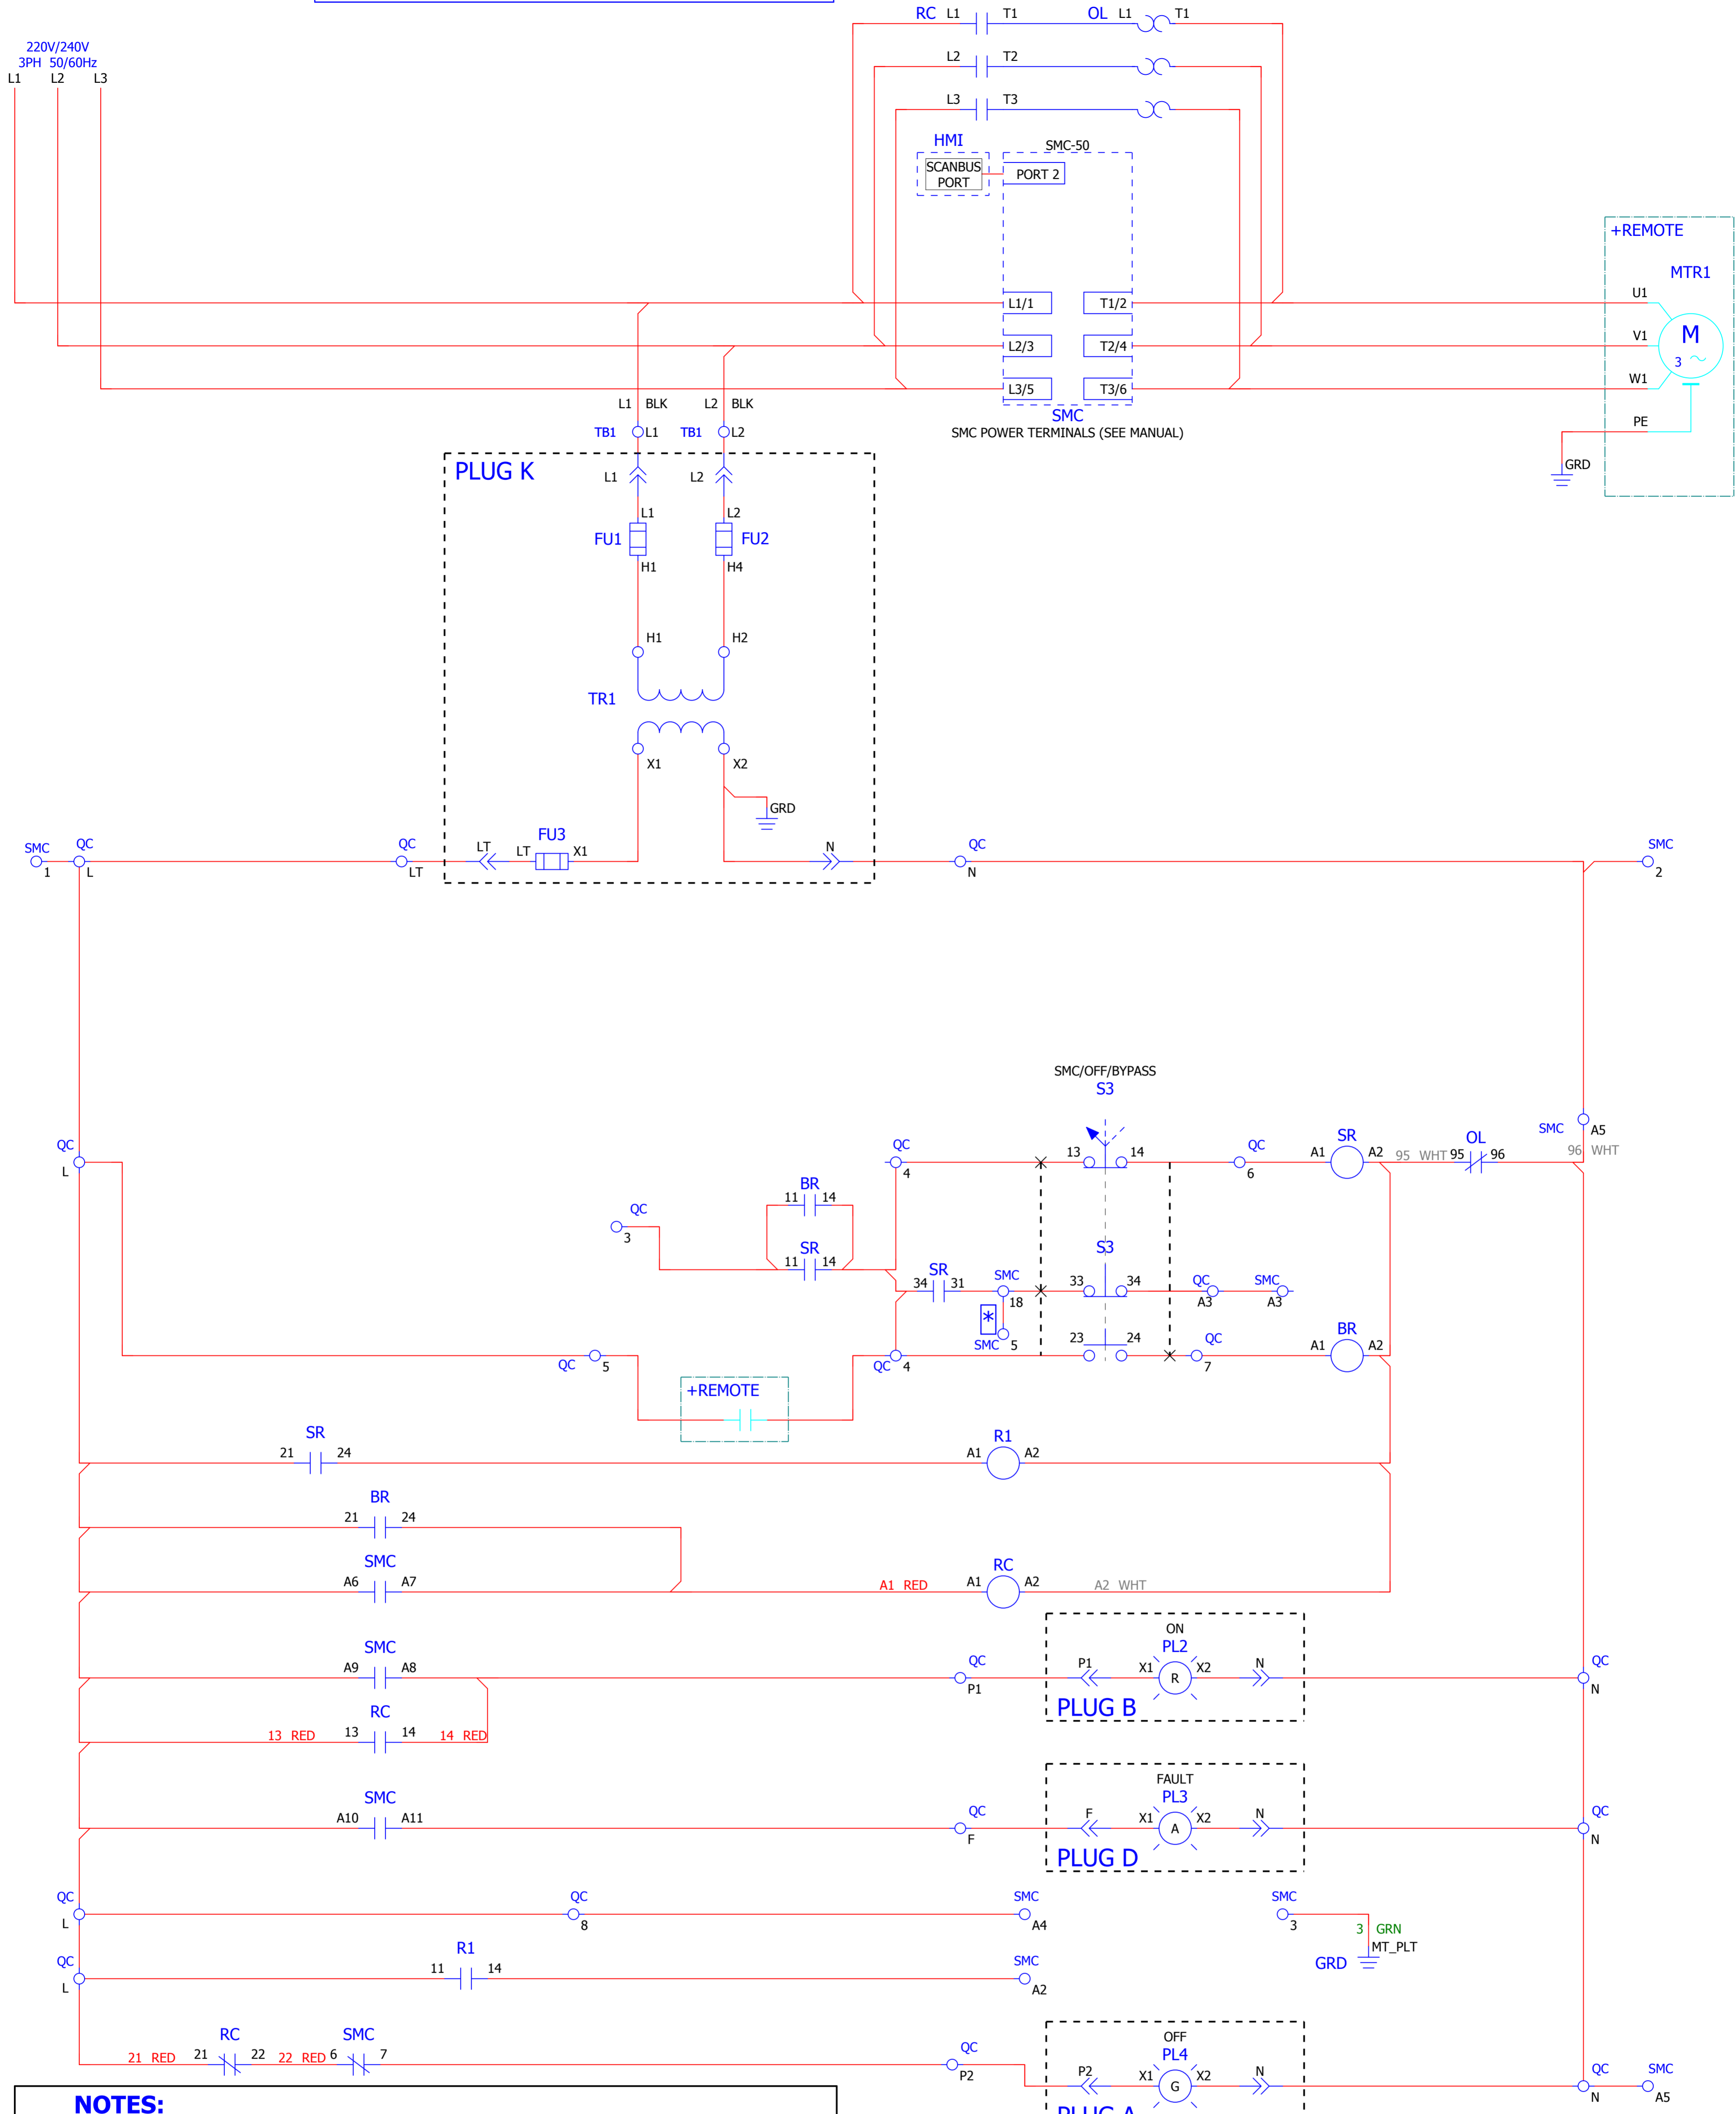 RC L1 T1 OL L1 T1
220V/240V
3PH 50/60Hz
L1 L2 L3
L2 T2
L3 T3
HMI SMC-50
SCANBUS
PORT
PORT 2
+REMOTE
MTR1
L1/1 T1/2 U1
L2/3 T2/4 V1
M
3
L3/5 T3/6 W1
SMC
SMC POWER TERMINALS (SEE MANUAL)
PE
GRD
L1 BLK L2 BLK
TB1 L1 TB1 L2
PLUG K
L1 L2
L1 L2
FU1 FU2
H1 H4
H1 H2
TR1
X1 X2
GRD
SMC QC QC FU3 QC SMC
LT LT X1 N
1 L LT N 2
SMC/OFF/BYPASS
S3
SMC A5
QC QC 13 14 QC SR OL
A1 A2 95 WHT 95 96 96 WHT
L 4 6
BR
11 14
QC
3
SR S3
11 14
SR SMC 33 34 QC SMC
34 31
18 A3 A3
*
SMC 5 23 24 QC BR
A1 A2
QC 5 QC 4 7
+REMOTE
SR R1
21 24 A1 A2
BR
21 24
SMC RC
A6 A7 A1 RED A1 A2 A2 WHT
ON
SMC PL2
A9 A8 QC P1 X1 R X2 N QC
P1 N
PLUG B
RC
13 RED 13 14 14 RED
FAULT
SMC PL3
A10 A11 QC F X1 A X2 N QC
F N
PLUG D
QC QC SMC SMC
L 8 A4 3
3 GRN
MT_PLT
GRD
QC R1 SMC
11 14
L A2
OFF
RC SMC PL4
21 RED 21 22 22 RED 6 7 QC P2 X1 G X2 N QC SMC
P2 N A5
NOTES:
PLUG A